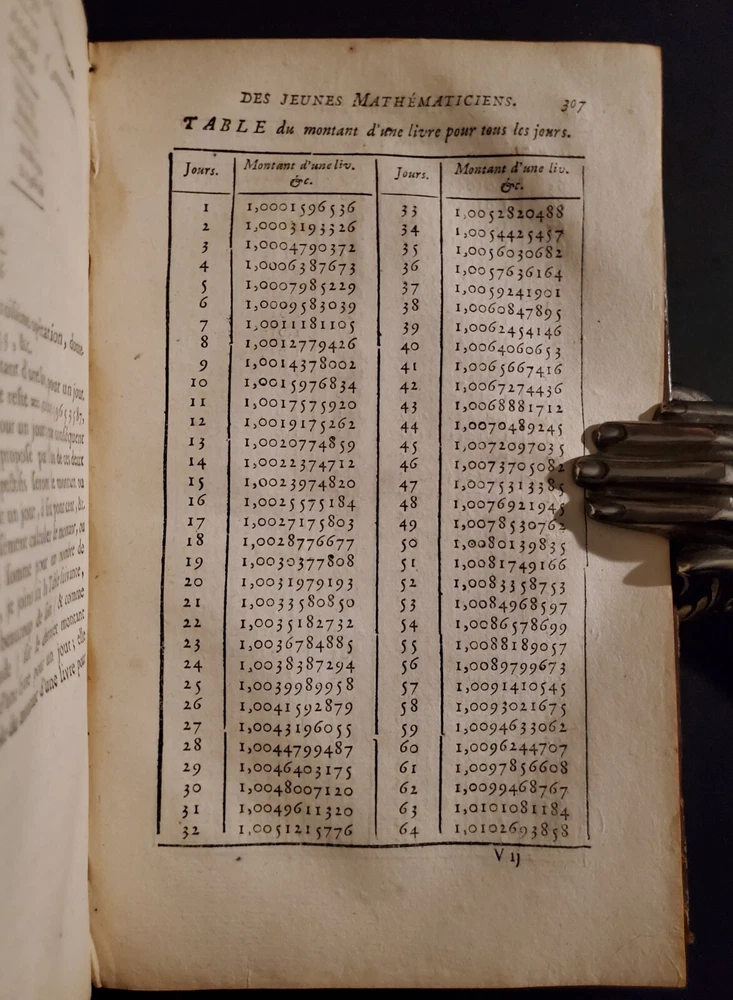 DES JEUNES MATHÉMATICIENS. 307
TABLE du montant d'une livre pour tous les jours.
Jours. Montant d'une liv. &c. Jours. Montant d'une liv. &c.
1 1,0001596536 33 1,0052820488
2 1,0003193326 34 1,0054425457
3 1,0004790372 35 1,0056030682
4 1,0006387673 36 1,0057636164
5 1,0007985229 37 1,0059241901
6 1,0009583039 38 1,0060847895
7 1,0011181105 39 1,0062454146
8 1,0012779426 40 1,0064060653
9 1,0014378002 41 1,0065667416
10 1,0015976834 42 1,0067274436
11 1,0017575920 43 1,0068881712
12 1,0019175262 44 1,0070489245
13 1,0020774859 45 1,0072097035
14 1,0022374712 46 1,0073705082
15 1,0023974820 47 1,0075313385
16 1,0025575184 48 1,0076921945
17 1,0027175803 49 1,0078530762
18 1,0028776677 50 1,0080139835
19 1,0030377808 51 1,0081749166
20 1,0031979193 52 1,0083358753
21 1,0033580850 53 1,0084968597
22 1,0035182732 54 1,0086578699
23 1,0036784885 55 1,0088189057
24 1,0038387294 56 1,0089799673
25 1,0039989958 57 1,0091410545
26 1,0041592879 58 1,0093021675
27 1,0043196055 59 1,0094633062
28 1,0044799487 60 1,0096244707
29 1,0046403175 61 1,0097856608
30 1,0048007120 62 1,0099468767
31 1,0049611320 63 1,0101081184
32 1,0051215776 64 1,0102693858
V ij